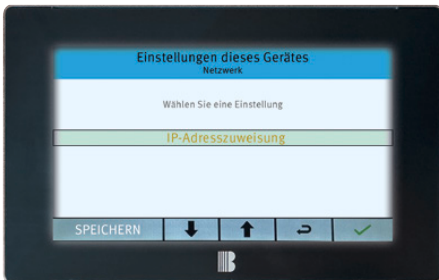 Einstellungen dieses Gerätes
Netzwerk
Wählen Sie eine Einstellung
IP-Adresszuweisung
SPEICHERN